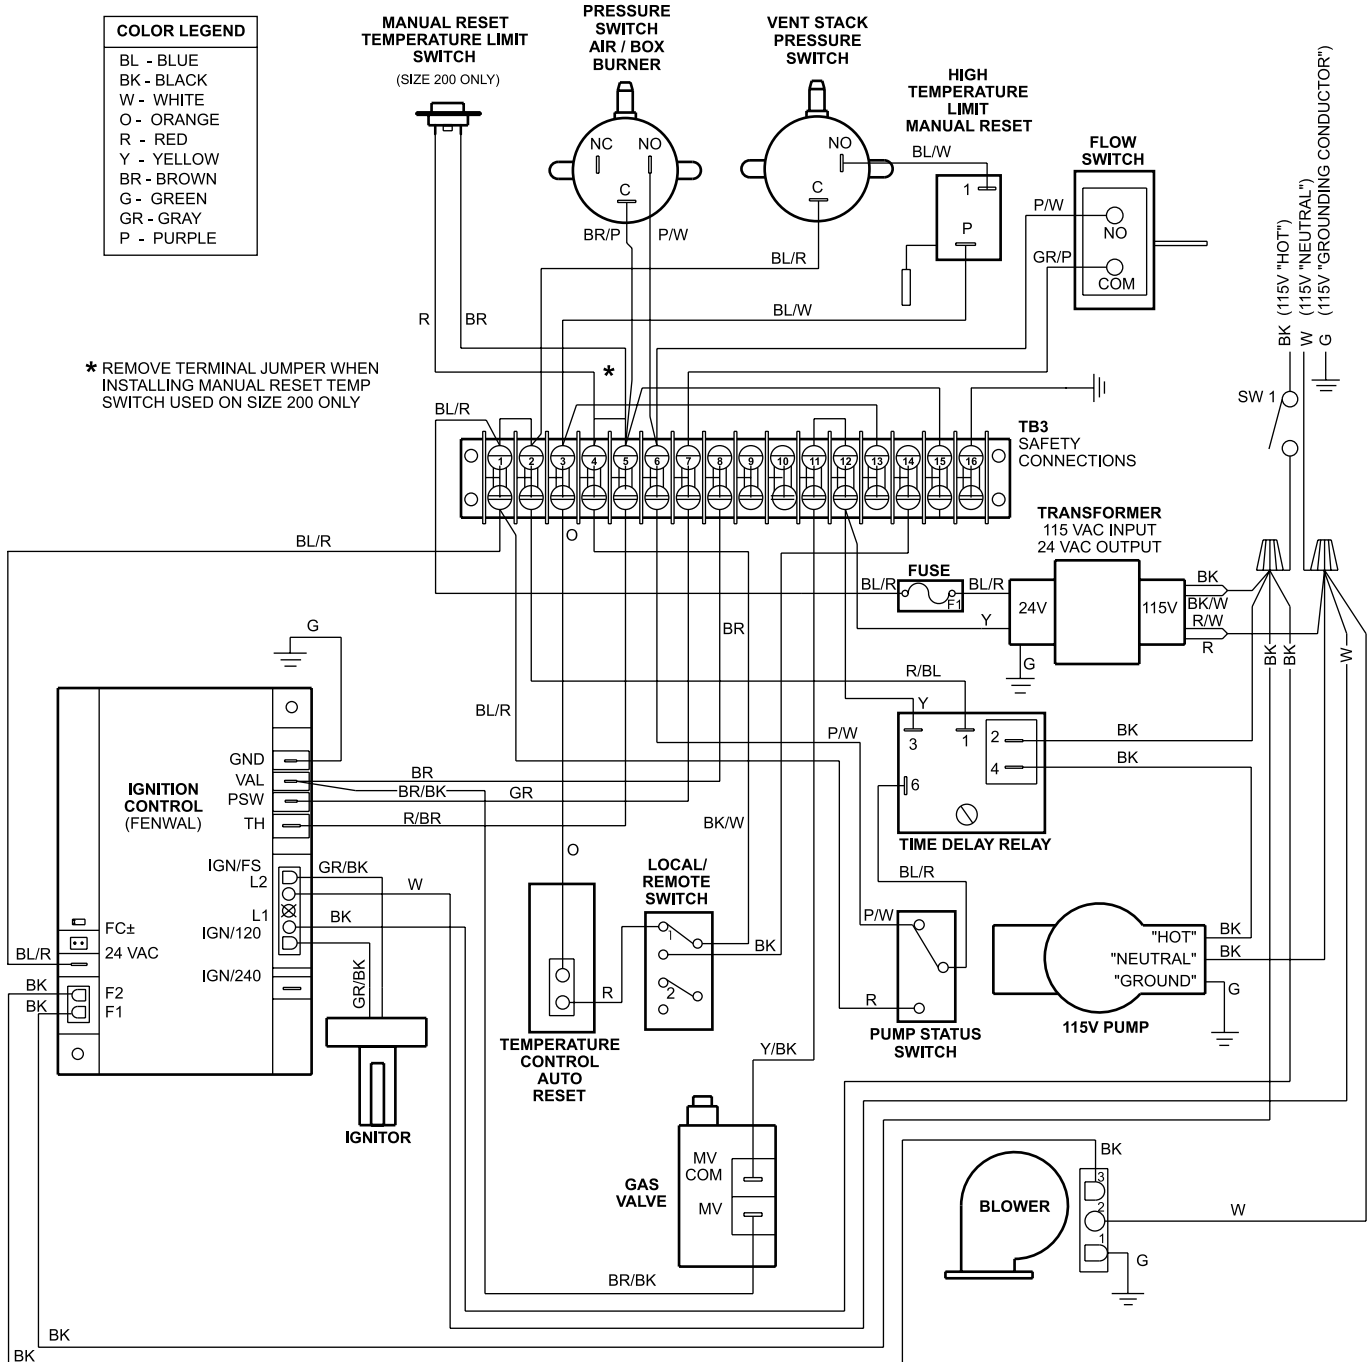 COLOR LEGEND
BL - BLUE
BK - BLACK
W - WHITE
O - ORANGE
R - RED
Y - YELLOW
BR - BROWN
G - GREEN
GR - GRAY
P - PURPLE
MANUAL RESET
TEMPERATURE LIMIT
SWITCH
(SIZE 200 ONLY)
PRESSURE
SWITCH
AIR / BOX
BURNER
NC
NO
C
BR/P
P/W
VENT STACK
PRESSURE
SWITCH
NO
C
BL/R
BL/W
HIGH
TEMPERATURE
LIMIT
MANUAL RESET
1
P
BL/W
FLOW
SWITCH
P/W
NO
GR/P
COM
BK (115V "HOT")
W (115V "NEUTRAL")
G (115V "GROUNDING CONDUCTOR")
SW 1
R
BR
* REMOVE TERMINAL JUMPER WHEN
INSTALLING MANUAL RESET TEMP
SWITCH USED ON SIZE 200 ONLY
*
BL/R
1 2 3 4 5 6 7 8 9 10 11 12 13 14 15 16
TB3
SAFETY
CONNECTIONS
BL/R
O
TRANSFORMER
115 VAC INPUT
24 VAC OUTPUT
FUSE
BL/R
F1
BL/R
24V
115V
BK
BK/W
R/W
R
Y
G
BK
BK
W
G
BR
R/BL
BL/R
P/W
Y
3
1
2
4
6
BK
BK
TIME DELAY RELAY
BL/R
IGNITION
CONTROL
(FENWAL)
GND
VAL
PSW
TH
BR
BR/BK
GR
R/BR
BK/W
O
IGN/FS
L2
L1
IGN/120
IGN/240
GR/BK
W
BK
GR/BK
FC±
24 VAC
F2
F1
BL/R
BK
BK
IGNITOR
TEMPERATURE
CONTROL
AUTO
RESET
R
LOCAL/
REMOTE
SWITCH
1
2
BK
P/W
R
PUMP STATUS
SWITCH
"HOT"
"NEUTRAL"
"GROUND"
BK
BK
G
115V PUMP
Y/BK
GAS
VALVE
MV
COM
MV
BR/BK
BLOWER
BK
3
2
1
W
G
BK
BK